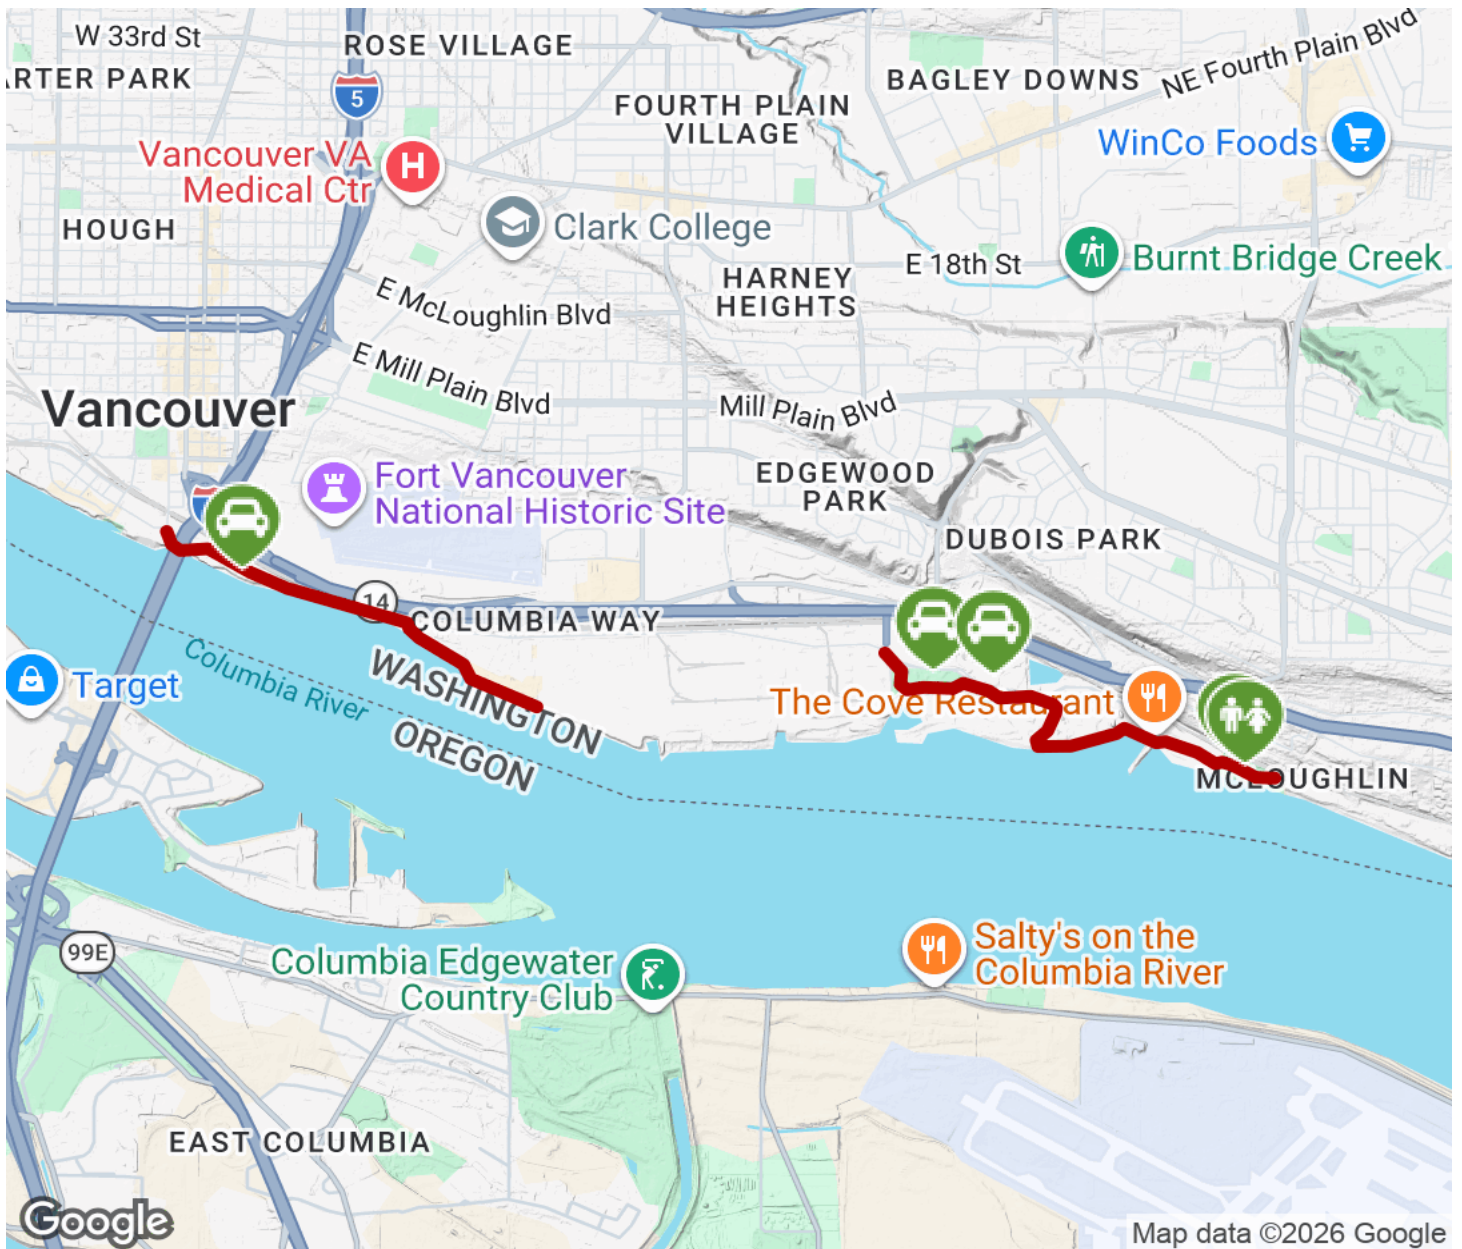 W 33rd St
ROSE VILLAGE
ARTER PARK
5
BAGLEY DOWNS
NE Fourth Plain Blvd
FOURTH PLAIN
VILLAGE
WinCo Foods
Vancouver VA
Medical Ctr
H
HOUGH
Clark College
E 18th St
Burnt Bridge Creek
HARNEY
HEIGHTS
E McLoughlin Blvd
E Mill Plain Blvd
Mill Plain Blvd
Vancouver
Fort Vancouver
National Historic Site
EDGEWOOD
PARK
DUBOIS PARK
14
COLUMBIA WAY
Columbia River
WASHINGTON
OREGON
Target
The Cove Restaurant
MCLOUGHLIN
99E
Columbia Edgewater
Country Club
Salty's on the
Columbia River
EAST COLUMBIA
Google
Map data ©2026 Google